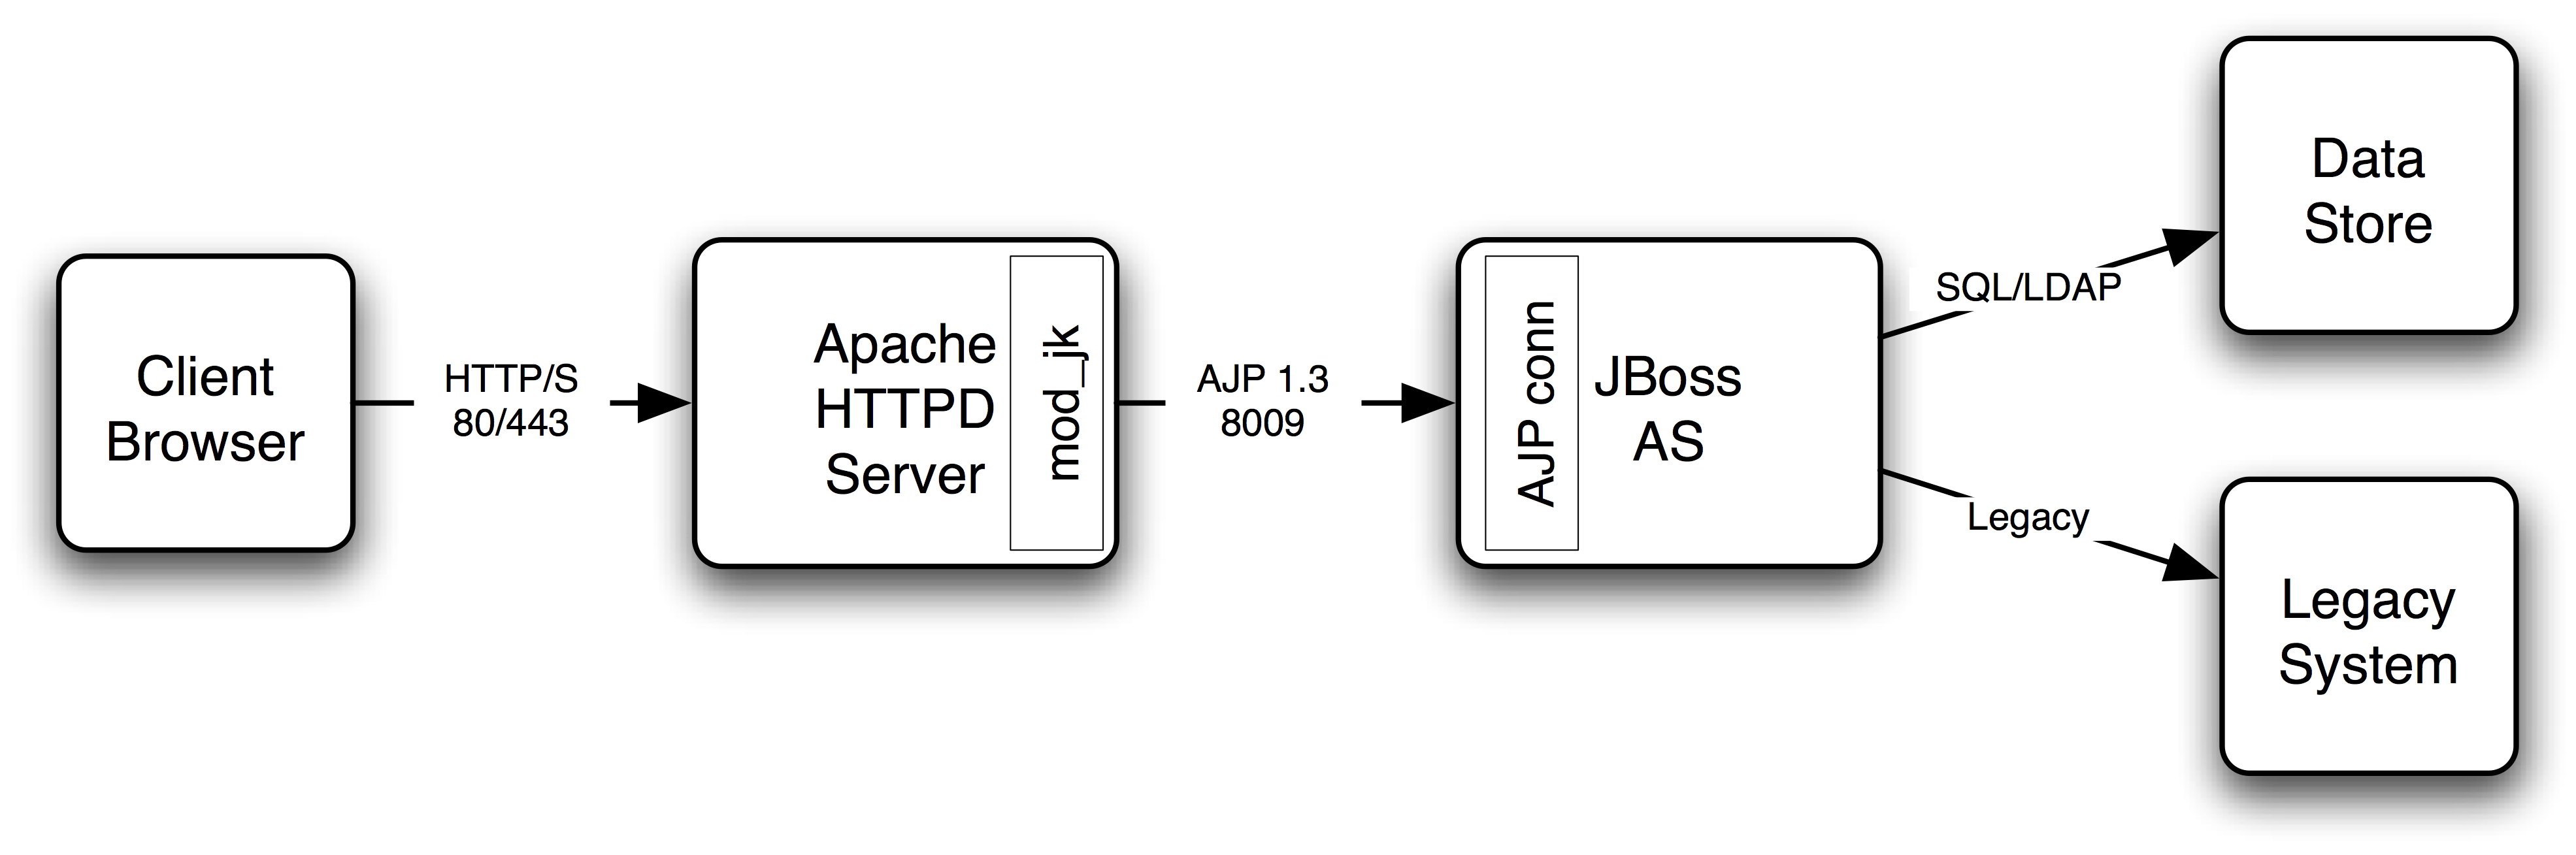 Client
Browser
HTTP/S
80/443
Apache
HTTPD
Server
mod_jk
AJP 1.3
8009
AJP conn
JBoss
AS
SQL/LDAP
Data
Store
Legacy
Legacy
System